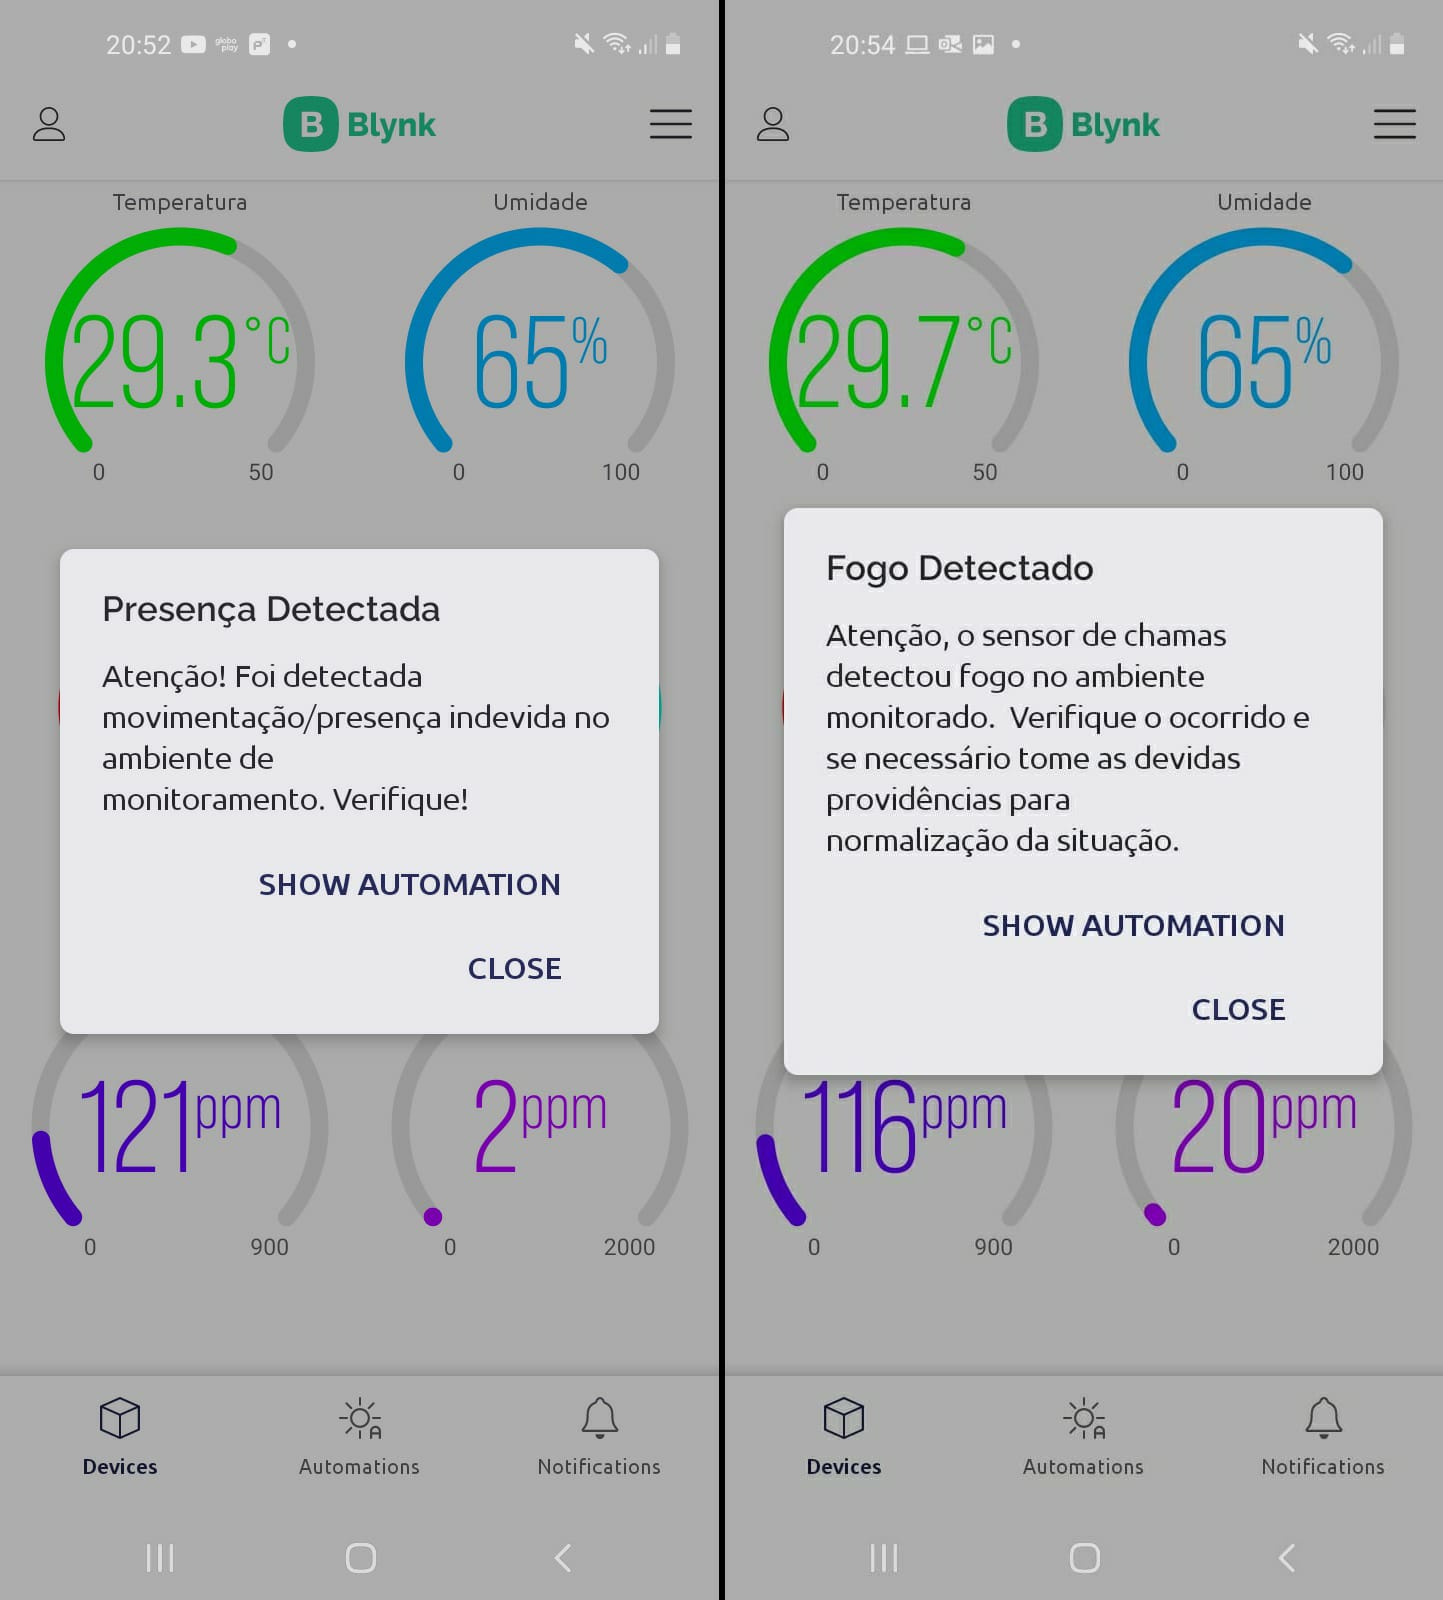 20:52
globo
play
B Blynk
Temperatura Umidade
29.3°C 65%
0 50 0 100
Presença Detectada
Atenção! Foi detectada
movimentação/presença indevida no
ambiente de
monitoramento. Verifique!
SHOW AUTOMATION
CLOSE
121ppm 2ppm
0 900 0 2000
Devices Automations Notifications
20:54
B Blynk
Temperatura Umidade
29.7°C 65%
0 50 0 100
Fogo Detectado
Atenção, o sensor de chamas
detectou fogo no ambiente
monitorado. Verifique o ocorrido e
se necessário tome as devidas
providências para
normalização da situação.
SHOW AUTOMATION
CLOSE
116ppm 20ppm
0 900 0 2000
Devices Automations Notifications